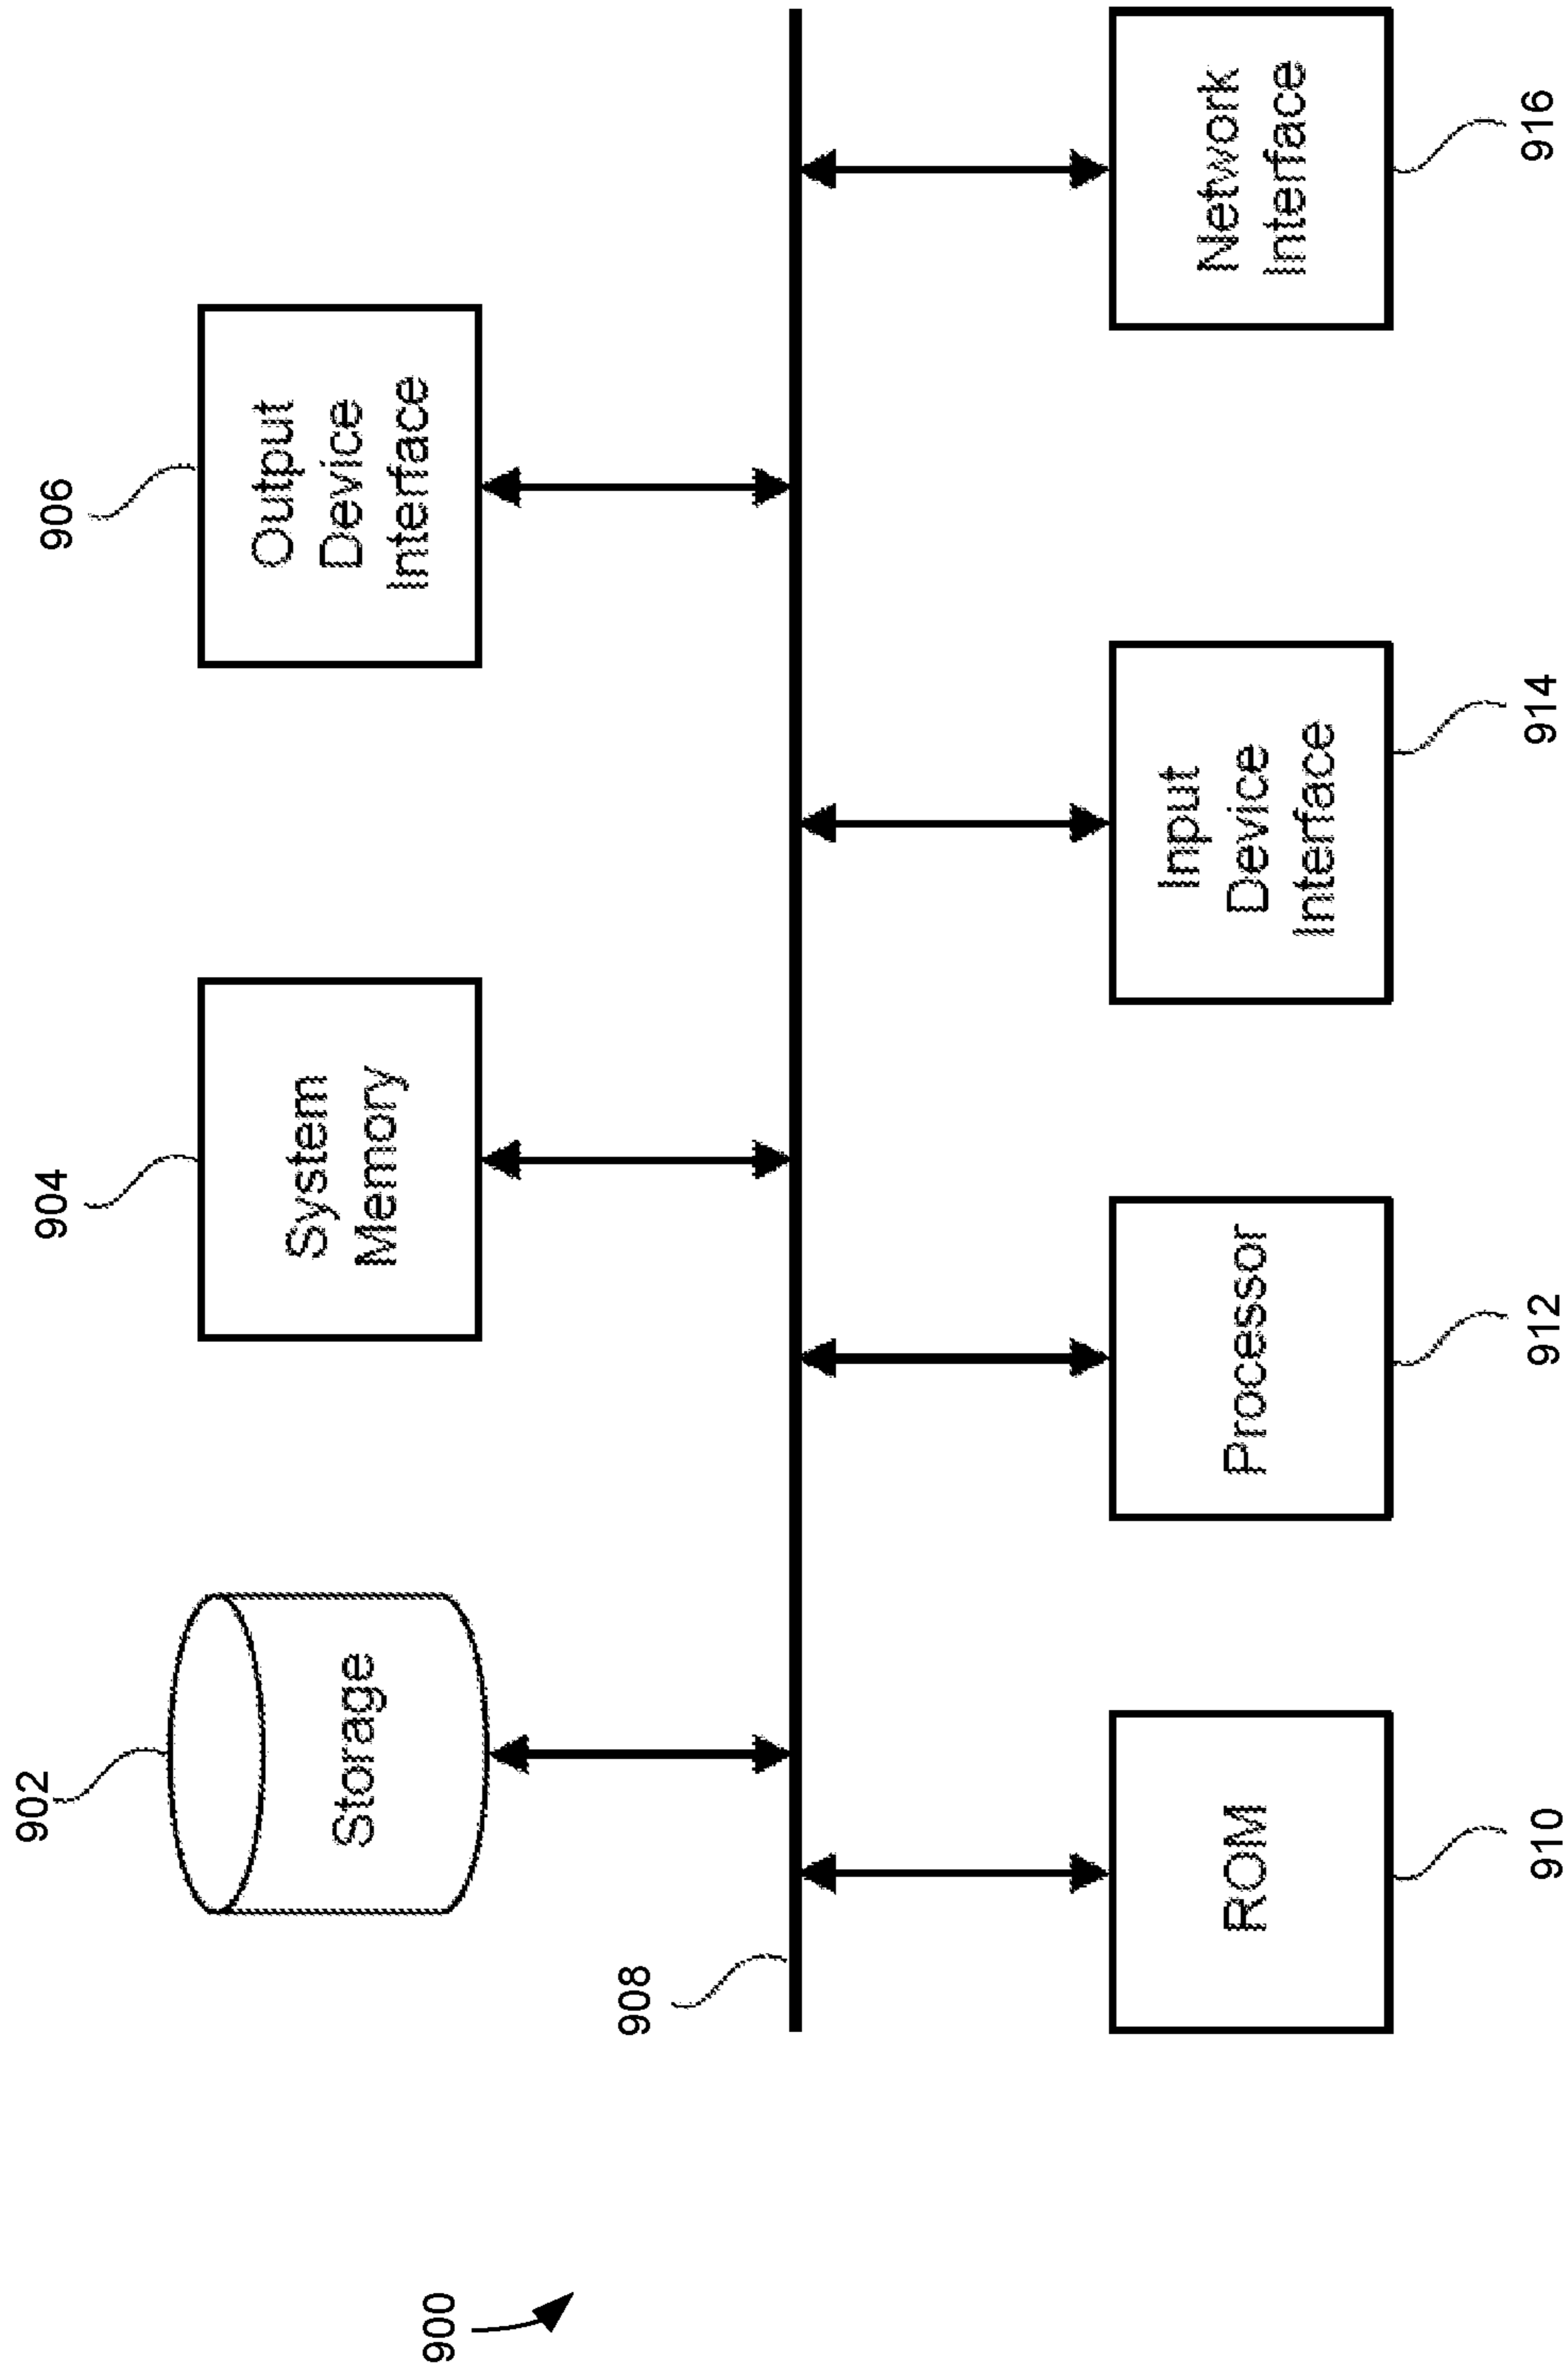 900
902
Storage
904
System
Memory
906
Output
Device
Interface
908
910
ROM
912
Processor
914
Input
Device
Interface
916
Network
Interface